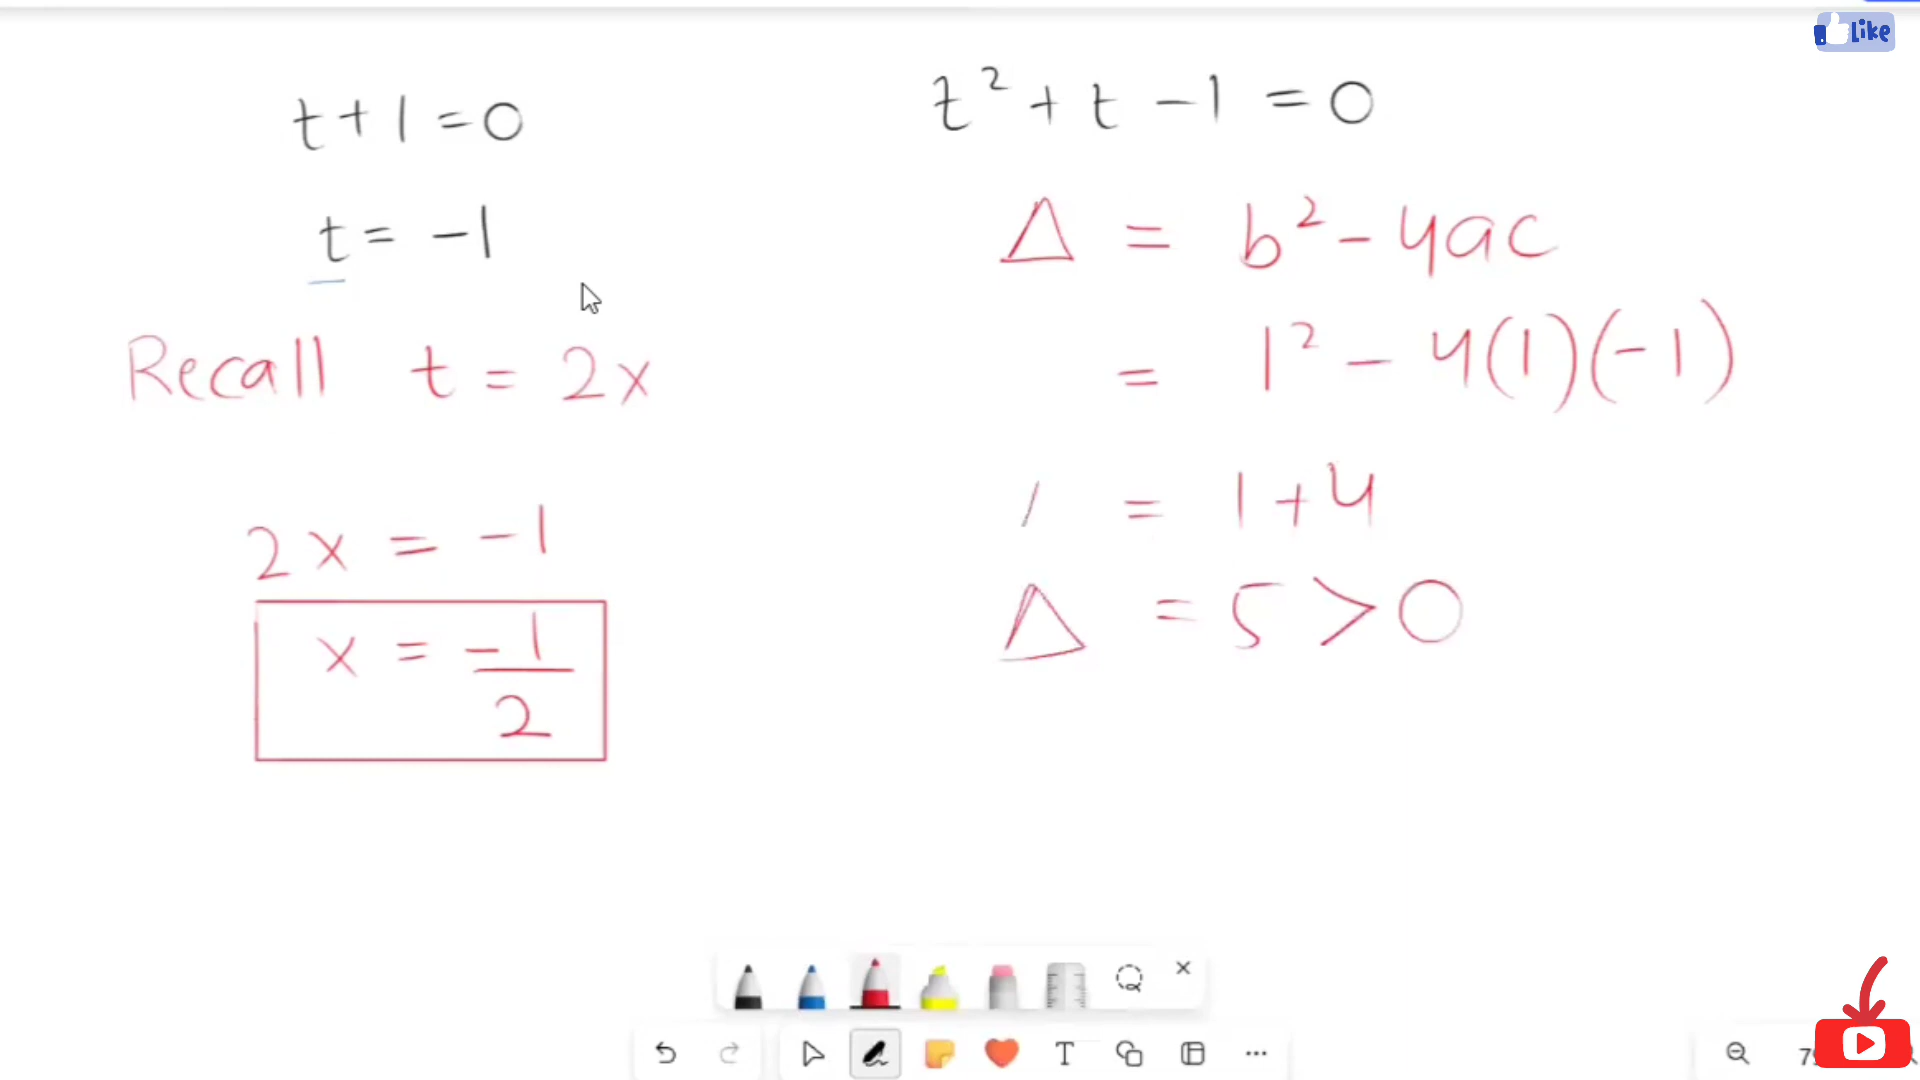 Like
t+1=0
t = -1
Recall t = 2x
2x = -1
x = -1/2
t² + t - 1 = 0
Δ = b² - 4ac
= 1² - 4(1)(-1)
= 1+4
Δ = 5 > 0
T